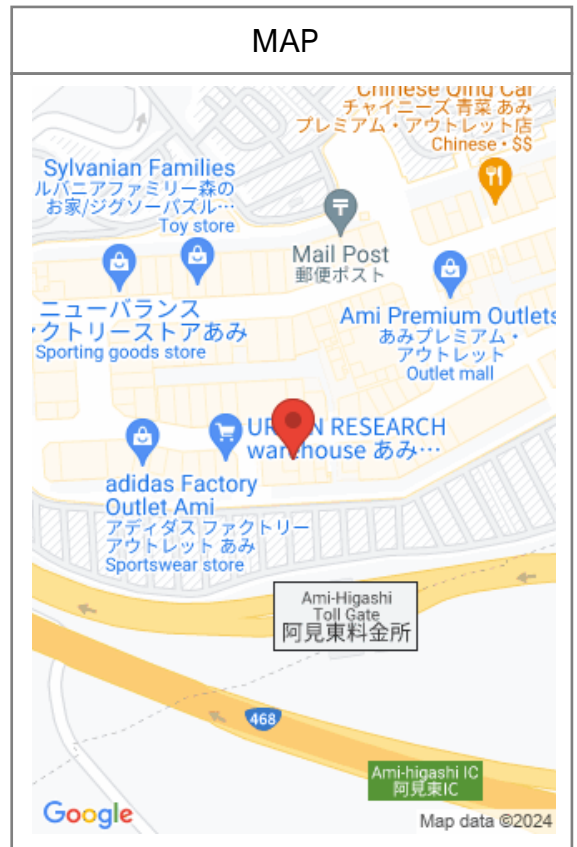 MAP
Chinese Qing Cai
チャイニーズ 青菜 あみ
プレミアム・アウトレット店
Chinese • $$
Sylvanian Families
ルバニアファミリー森の
お家/ジグソーパズル…
Toy store
Mail Post
郵便ポスト
ニューバランス
クトリーストアあみ
Sporting goods store
Ami Premium Outlets
あみプレミアム・
アウトレット
Outlet mall
RESEARCH
あみ…
adidas Factory
Outlet Ami
アディダス ファクトリー
アウトレット あみ
Sportswear store
Ami-Higashi
Toll Gate
阿見東料金所
468
Ami-higashi IC
阿見東IC
Google
Map data ©2024